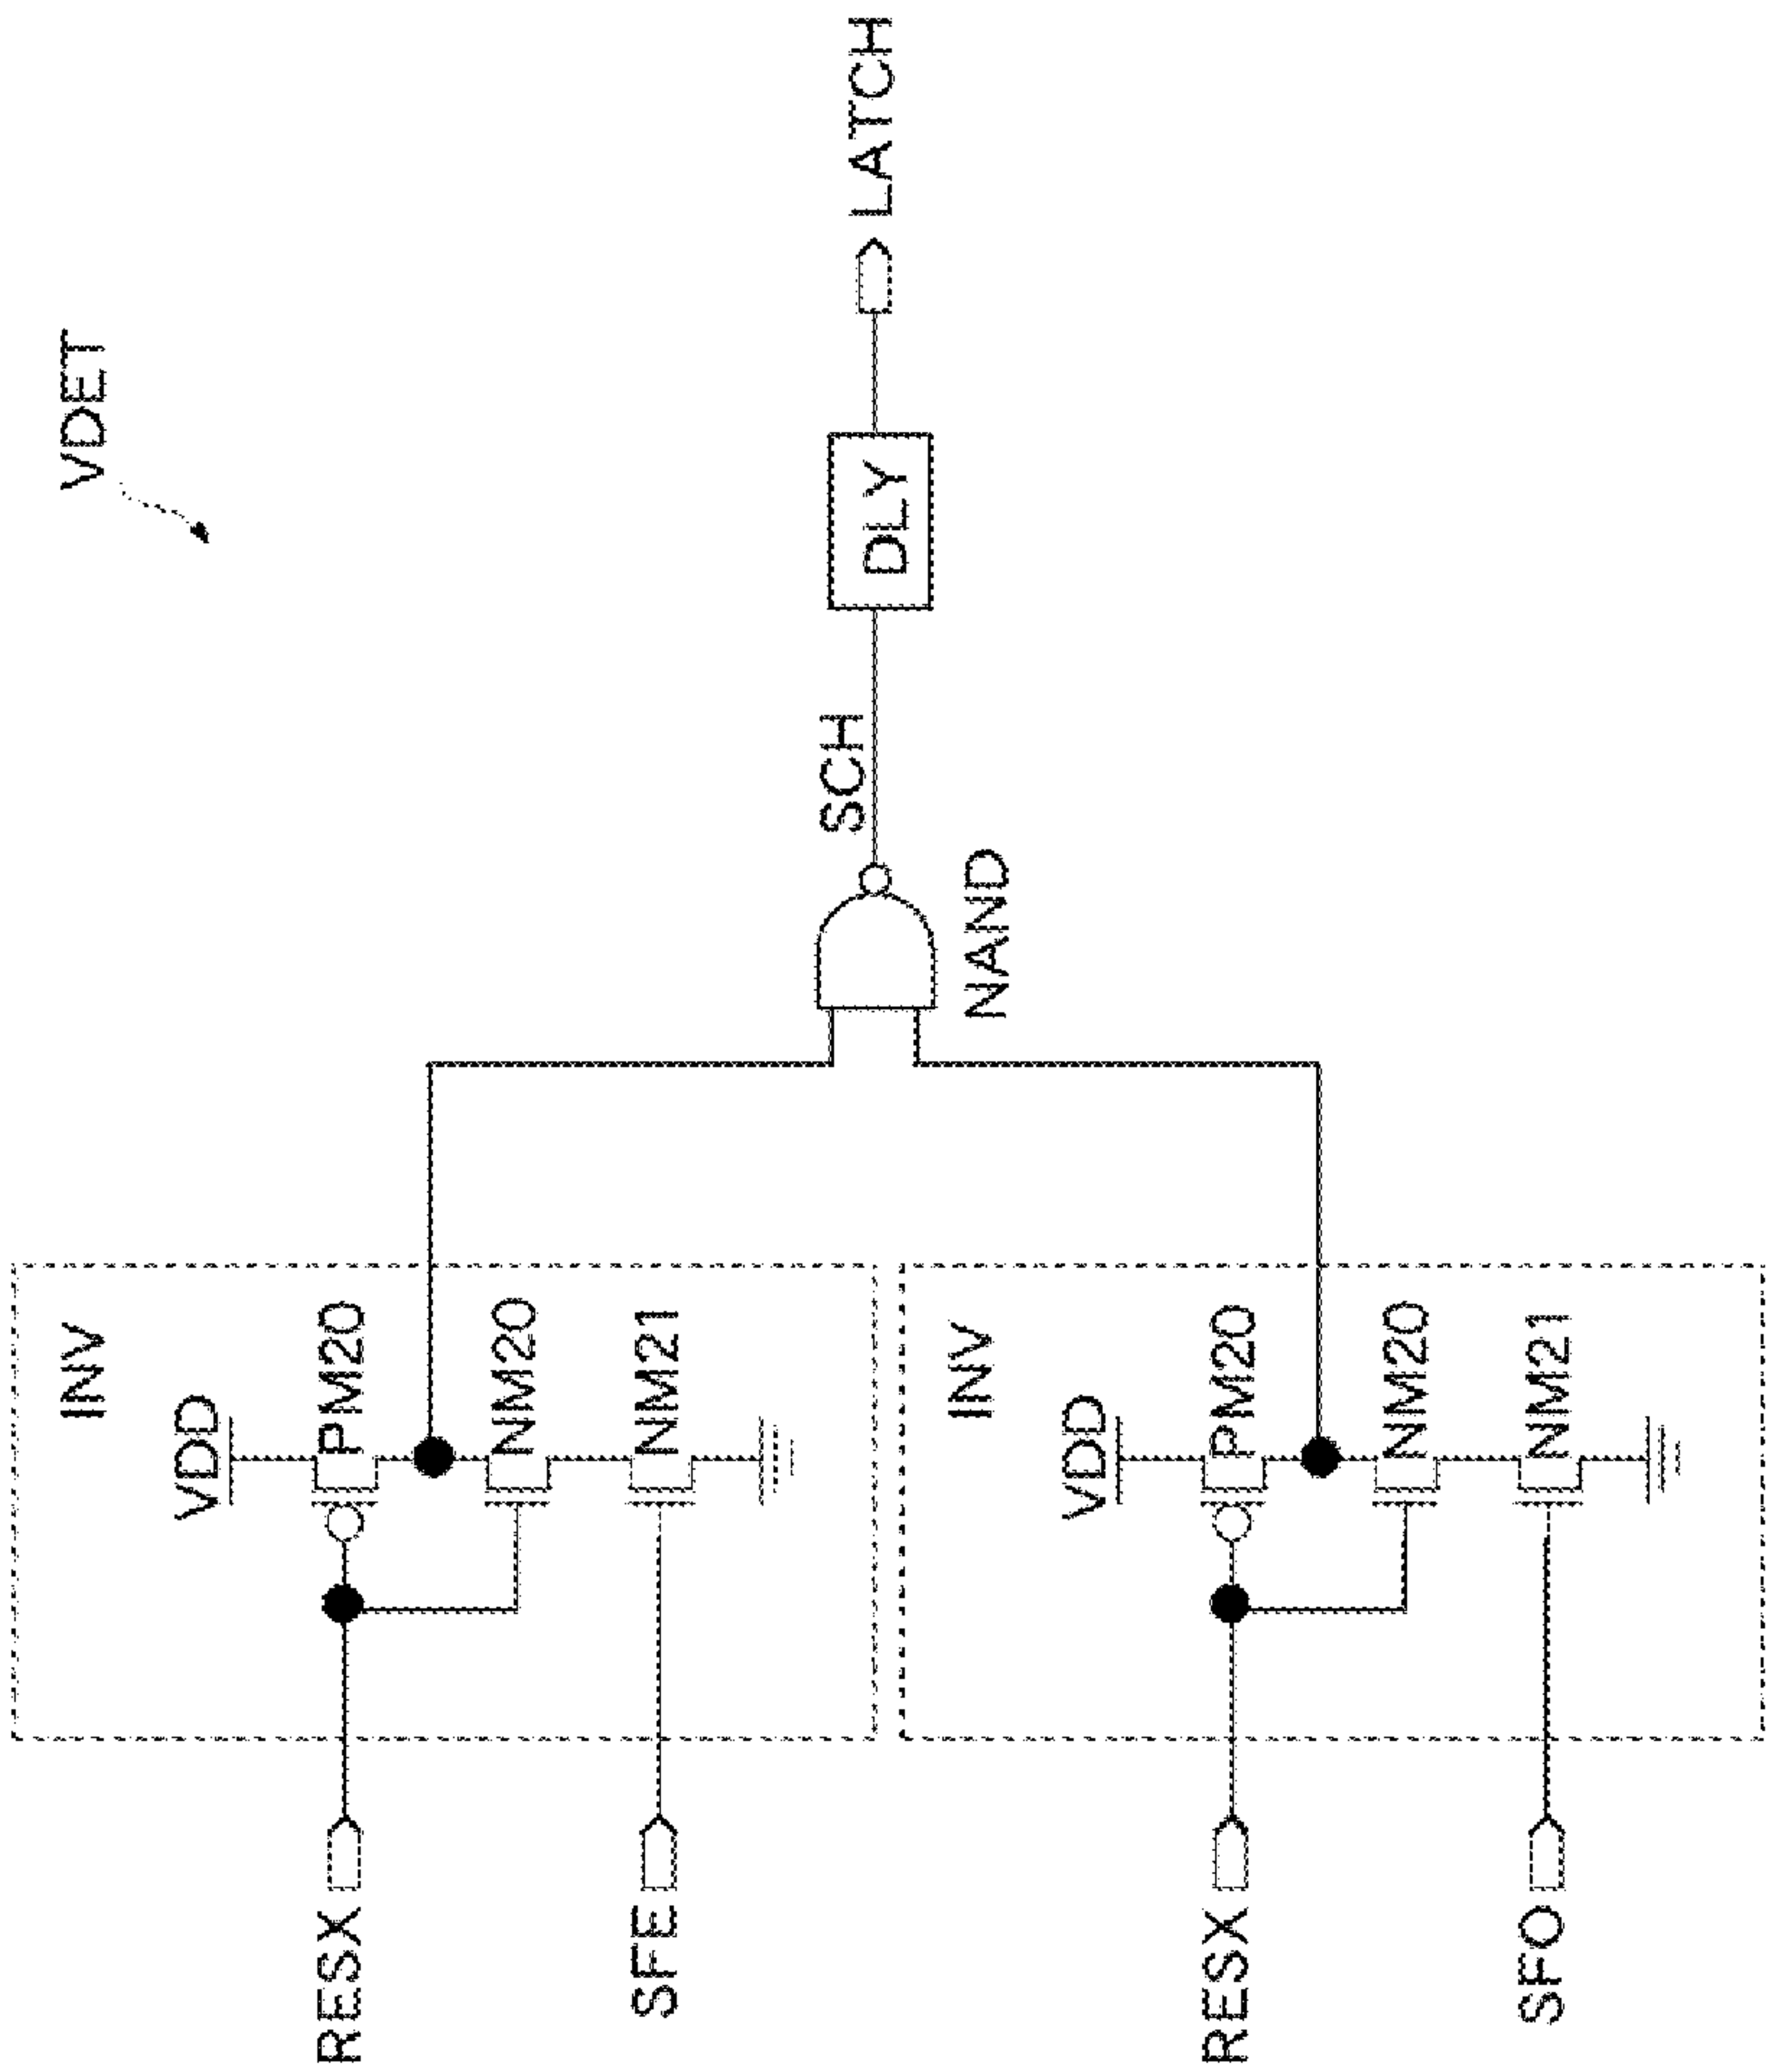 VDET
INV
VDD
PM20
RESX
NM20
SFE
NM21
SCH
DLY
LATCH
NAND
INV
VDD
PM20
RESX
NM20
SFO
NM21